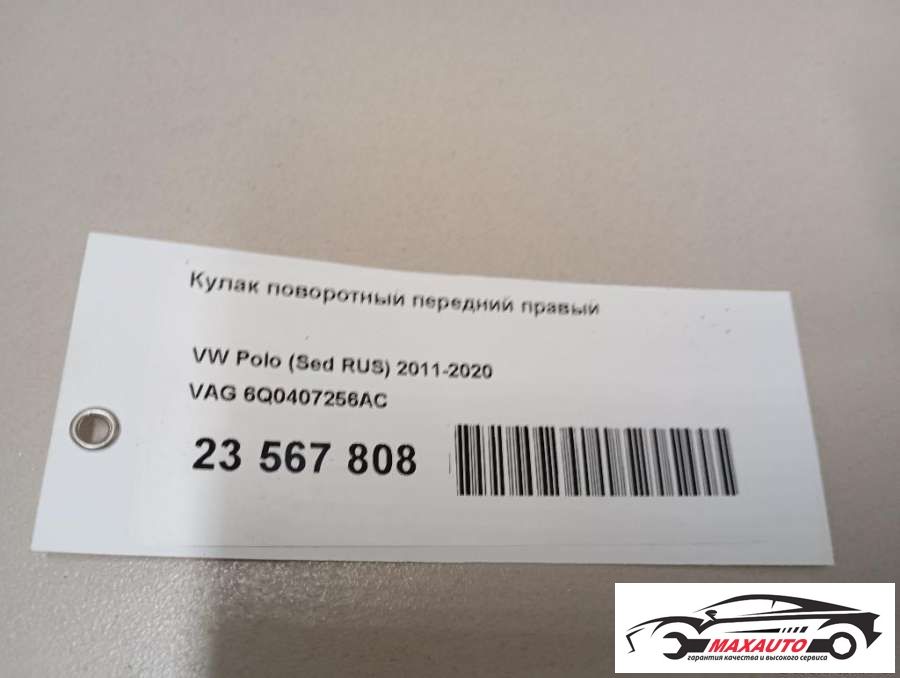 Кулак поворотный передний правый
VW Polo (Sed RUS) 2011-2020
VAG 6Q0407256AC
23 567 808
MAXAUTO
гарантия качества и высокого сервиса